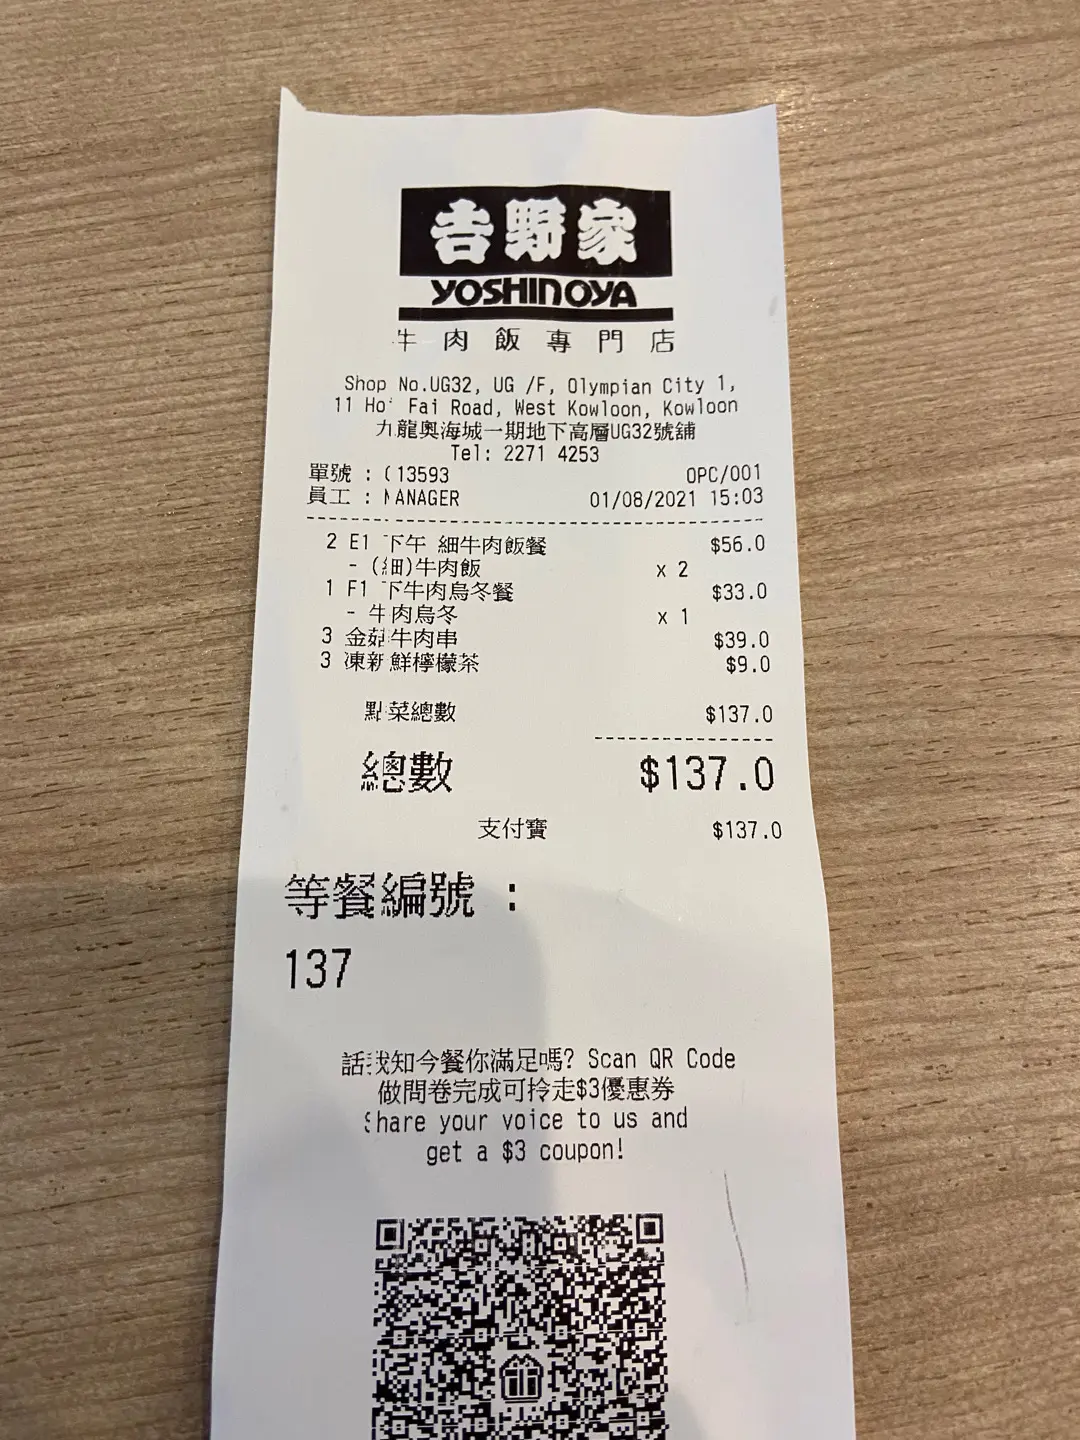 吉野家
YOSHINOYA
牛肉飯專門店
Shop No.UG32, UG /F, Olympian City 1,
11 Hoi Fai Road, West Kowloon, Kowloon
九龍奧海城一期地下高層UG32號舖
Tel: 2271 4253
單號 : 13593 OPC/001
員工 : MANAGER 01/08/2021 15:03
2 E1 下午 細牛肉飯餐 $56.0
- (細)牛肉飯 x 2
1 F1 下牛肉烏冬餐 $33.0
- 牛肉烏冬 x 1
3 金菇牛肉串 $39.0
3 凍新鮮檸檬茶 $9.0
點菜總數 $137.0
總數 $137.0
支付寶 $137.0
等餐編號 :
137
話我知今餐你滿足嗎? Scan QR Code
做問卷完成可拎走$3優惠券
Share your voice to us and
get a $3 coupon!